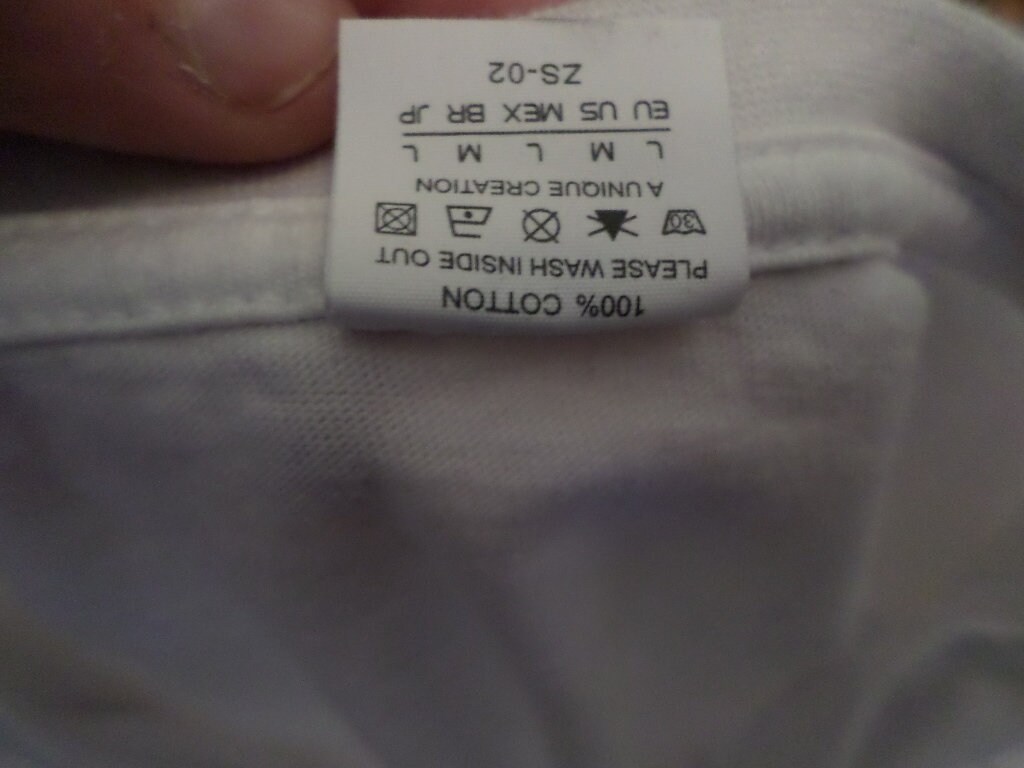 100% COTTON
PLEASE WASH INSIDE OUT
30
A UNIQUE CREATION
L M L M L
EU US MEX BR JP
ZS-02